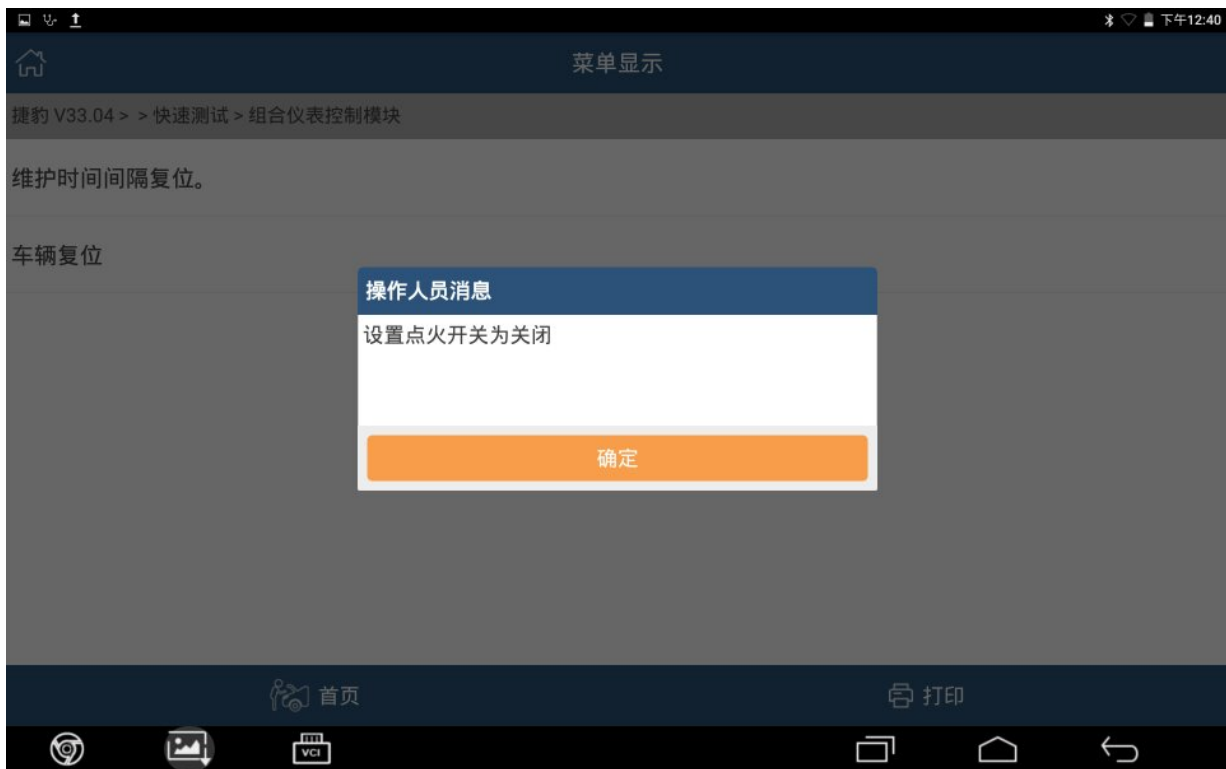 下午12:40
菜单显示
捷豹 V33.04 > > 快速测试 > 组合仪表控制模块
维护时间间隔复位。
车辆复位
操作人员消息
设置点火开关为关闭
确定
首页
打印
VCI